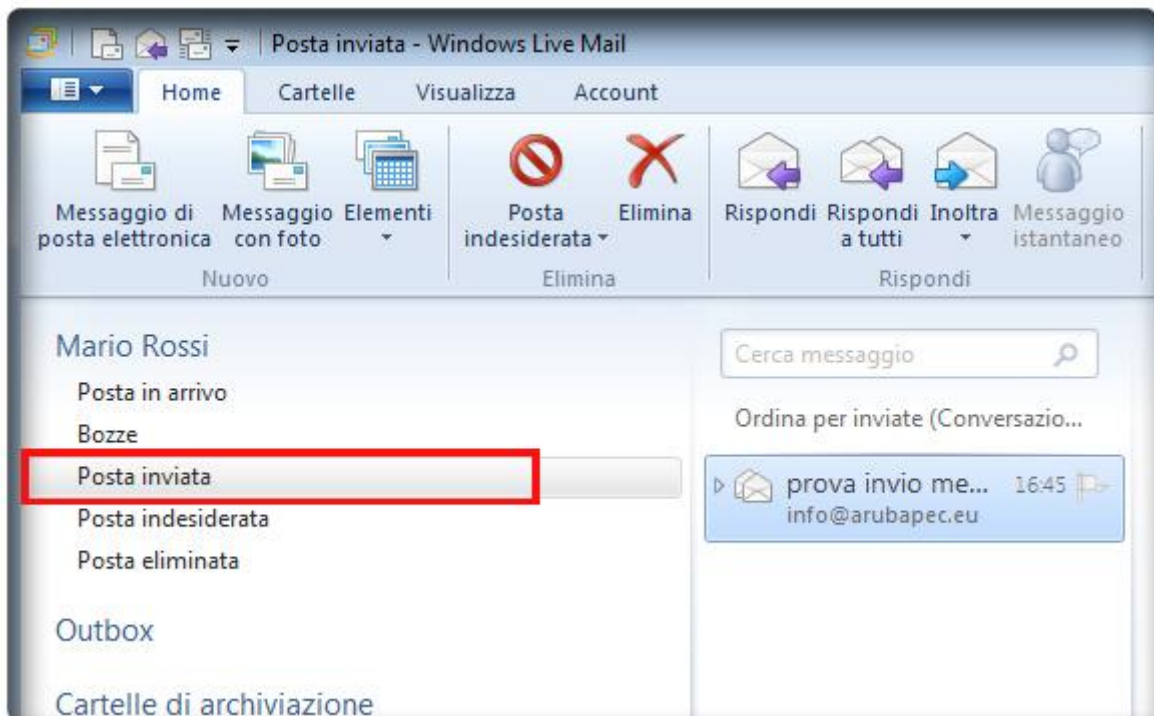 Posta inviata - Windows Live Mail
Home Cartelle Visualizza Account
Messaggio di posta elettronica
Messaggio con foto
Elementi
Posta indesiderata
Elimina
Rispondi
Rispondi a tutti
Inoltra
Messaggio istantaneo
Nuovo Elimina Rispondi
Mario Rossi
Posta in arrivo
Bozze
Posta inviata
Posta indesiderata
Posta eliminata
Outbox
Cartelle di archiviazione
Cerca messaggio
Ordina per inviate (Conversazio...
prova invio me... 16:45
info@arubapec.eu